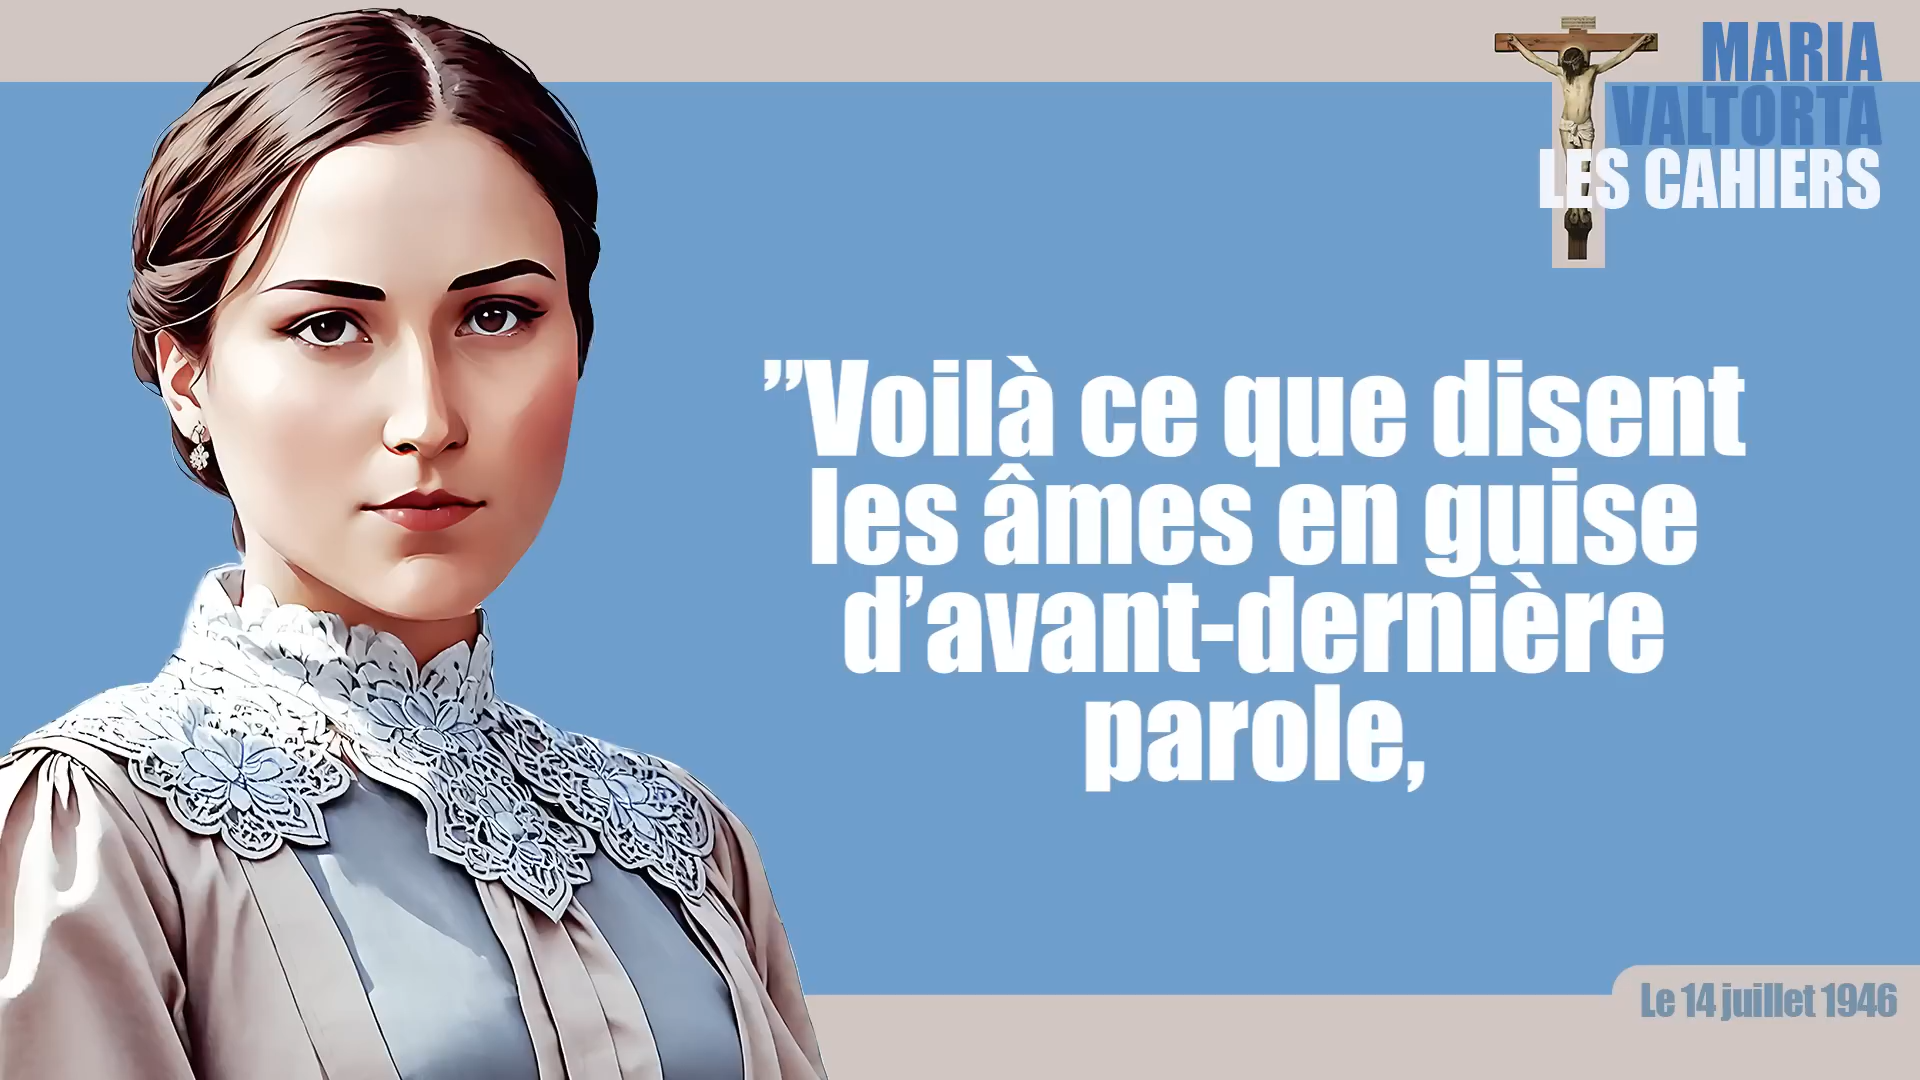 MARIA
VALTORTA
LES CAHIERS
”Voilà ce que disent
les âmes en guise
d’avant-dernière
parole,
Le 14 juillet 1946